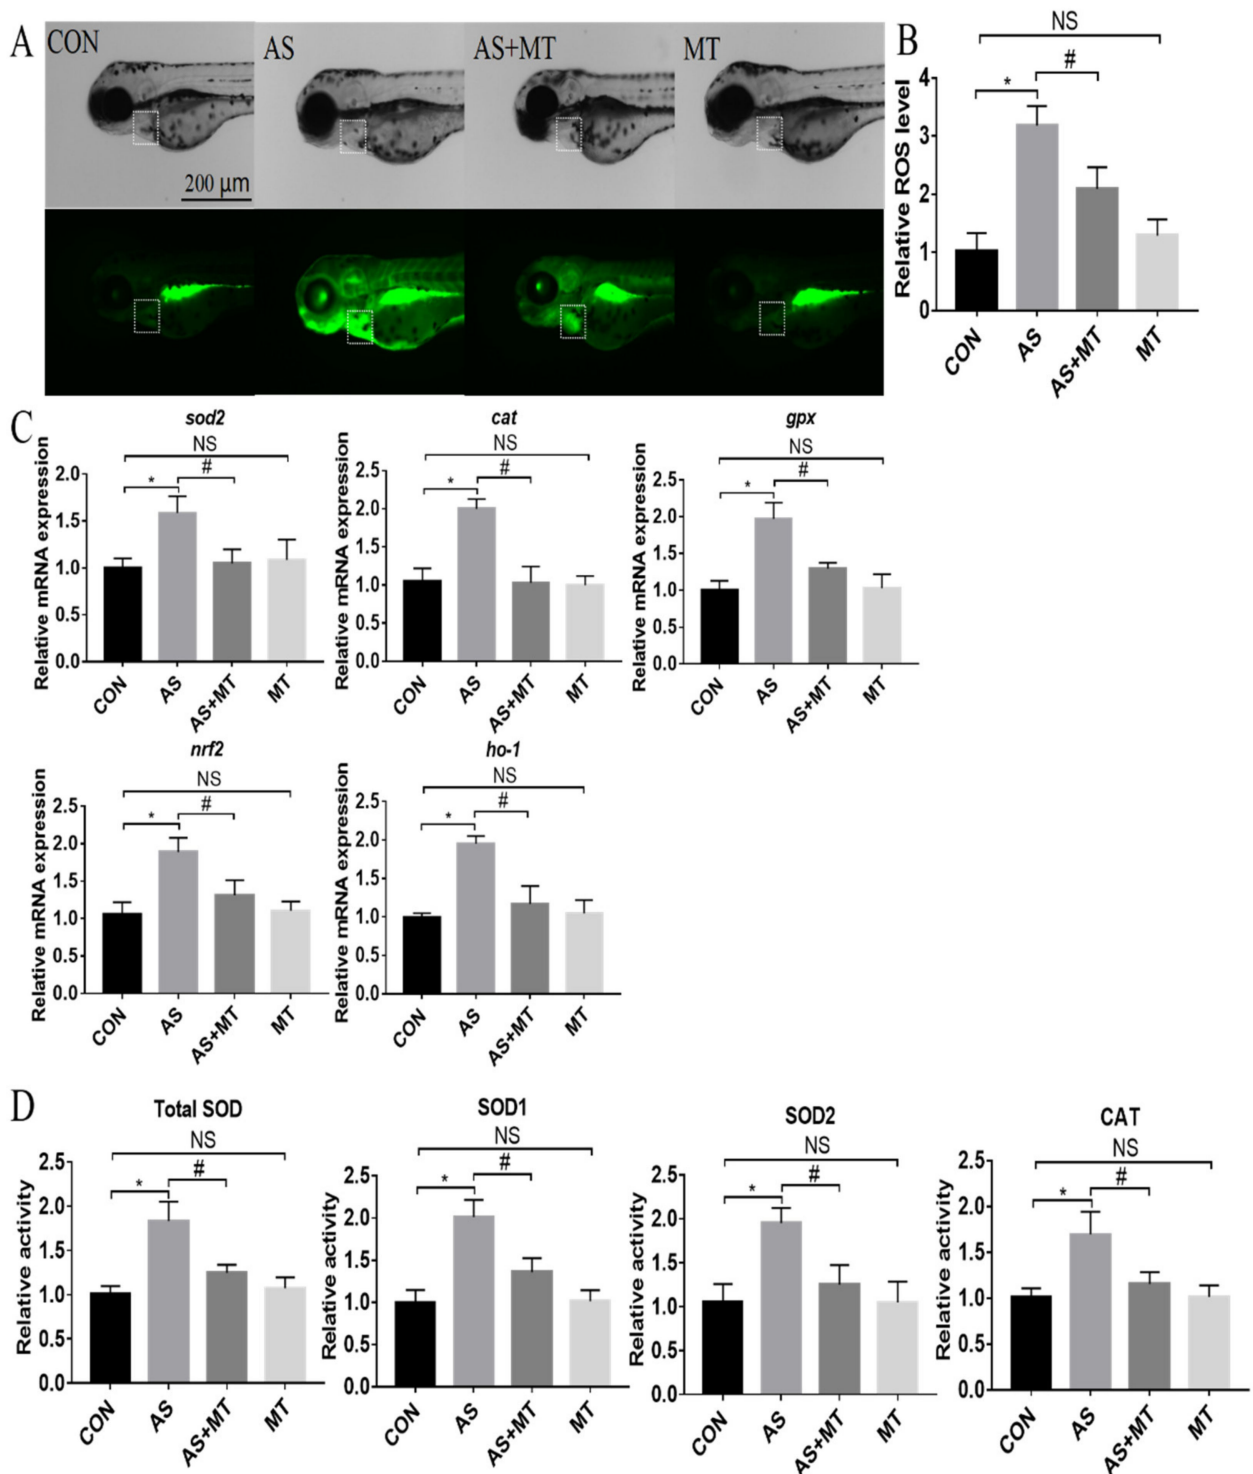 A
CON
AS
AS+MT
MT
200 µm
B
NS
#
*
Relative ROS level
4
3
2
1
0
CON
AS
AS+MT
MT
C
sod2
NS
#
*
Relative mRNA expression
2.0
1.5
1.0
0.5
0.0
CON
AS
AS+MT
MT
cat
NS
#
*
Relative mRNA expression
2.5
2.0
1.5
1.0
0.5
0.0
CON
AS
AS+MT
MT
gpx
NS
#
*
Relative mRNA expression
2.5
2.0
1.5
1.0
0.5
0.0
CON
AS
AS+MT
MT
nrf2
NS
#
*
Relative mRNA expression
2.5
2.0
1.5
1.0
0.5
0.0
CON
AS
AS+MT
MT
ho-1
NS
#
*
Relative mRNA expression
2.5
2.0
1.5
1.0
0.5
0.0
CON
AS
AS+MT
MT
D
Total SOD
NS
#
*
Relative activity
2.5
2.0
1.5
1.0
0.5
0.0
CON
AS
AS+MT
MT
SOD1
NS
#
*
Relative activity
2.5
2.0
1.5
1.0
0.5
0.0
CON
AS
AS+MT
MT
SOD2
NS
#
*
Relative activity
2.5
2.0
1.5
1.0
0.5
0.0
CON
AS
AS+MT
MT
CAT
NS
#
*
Relative activity
2.5
2.0
1.5
1.0
0.5
0.0
CON
AS
AS+MT
MT